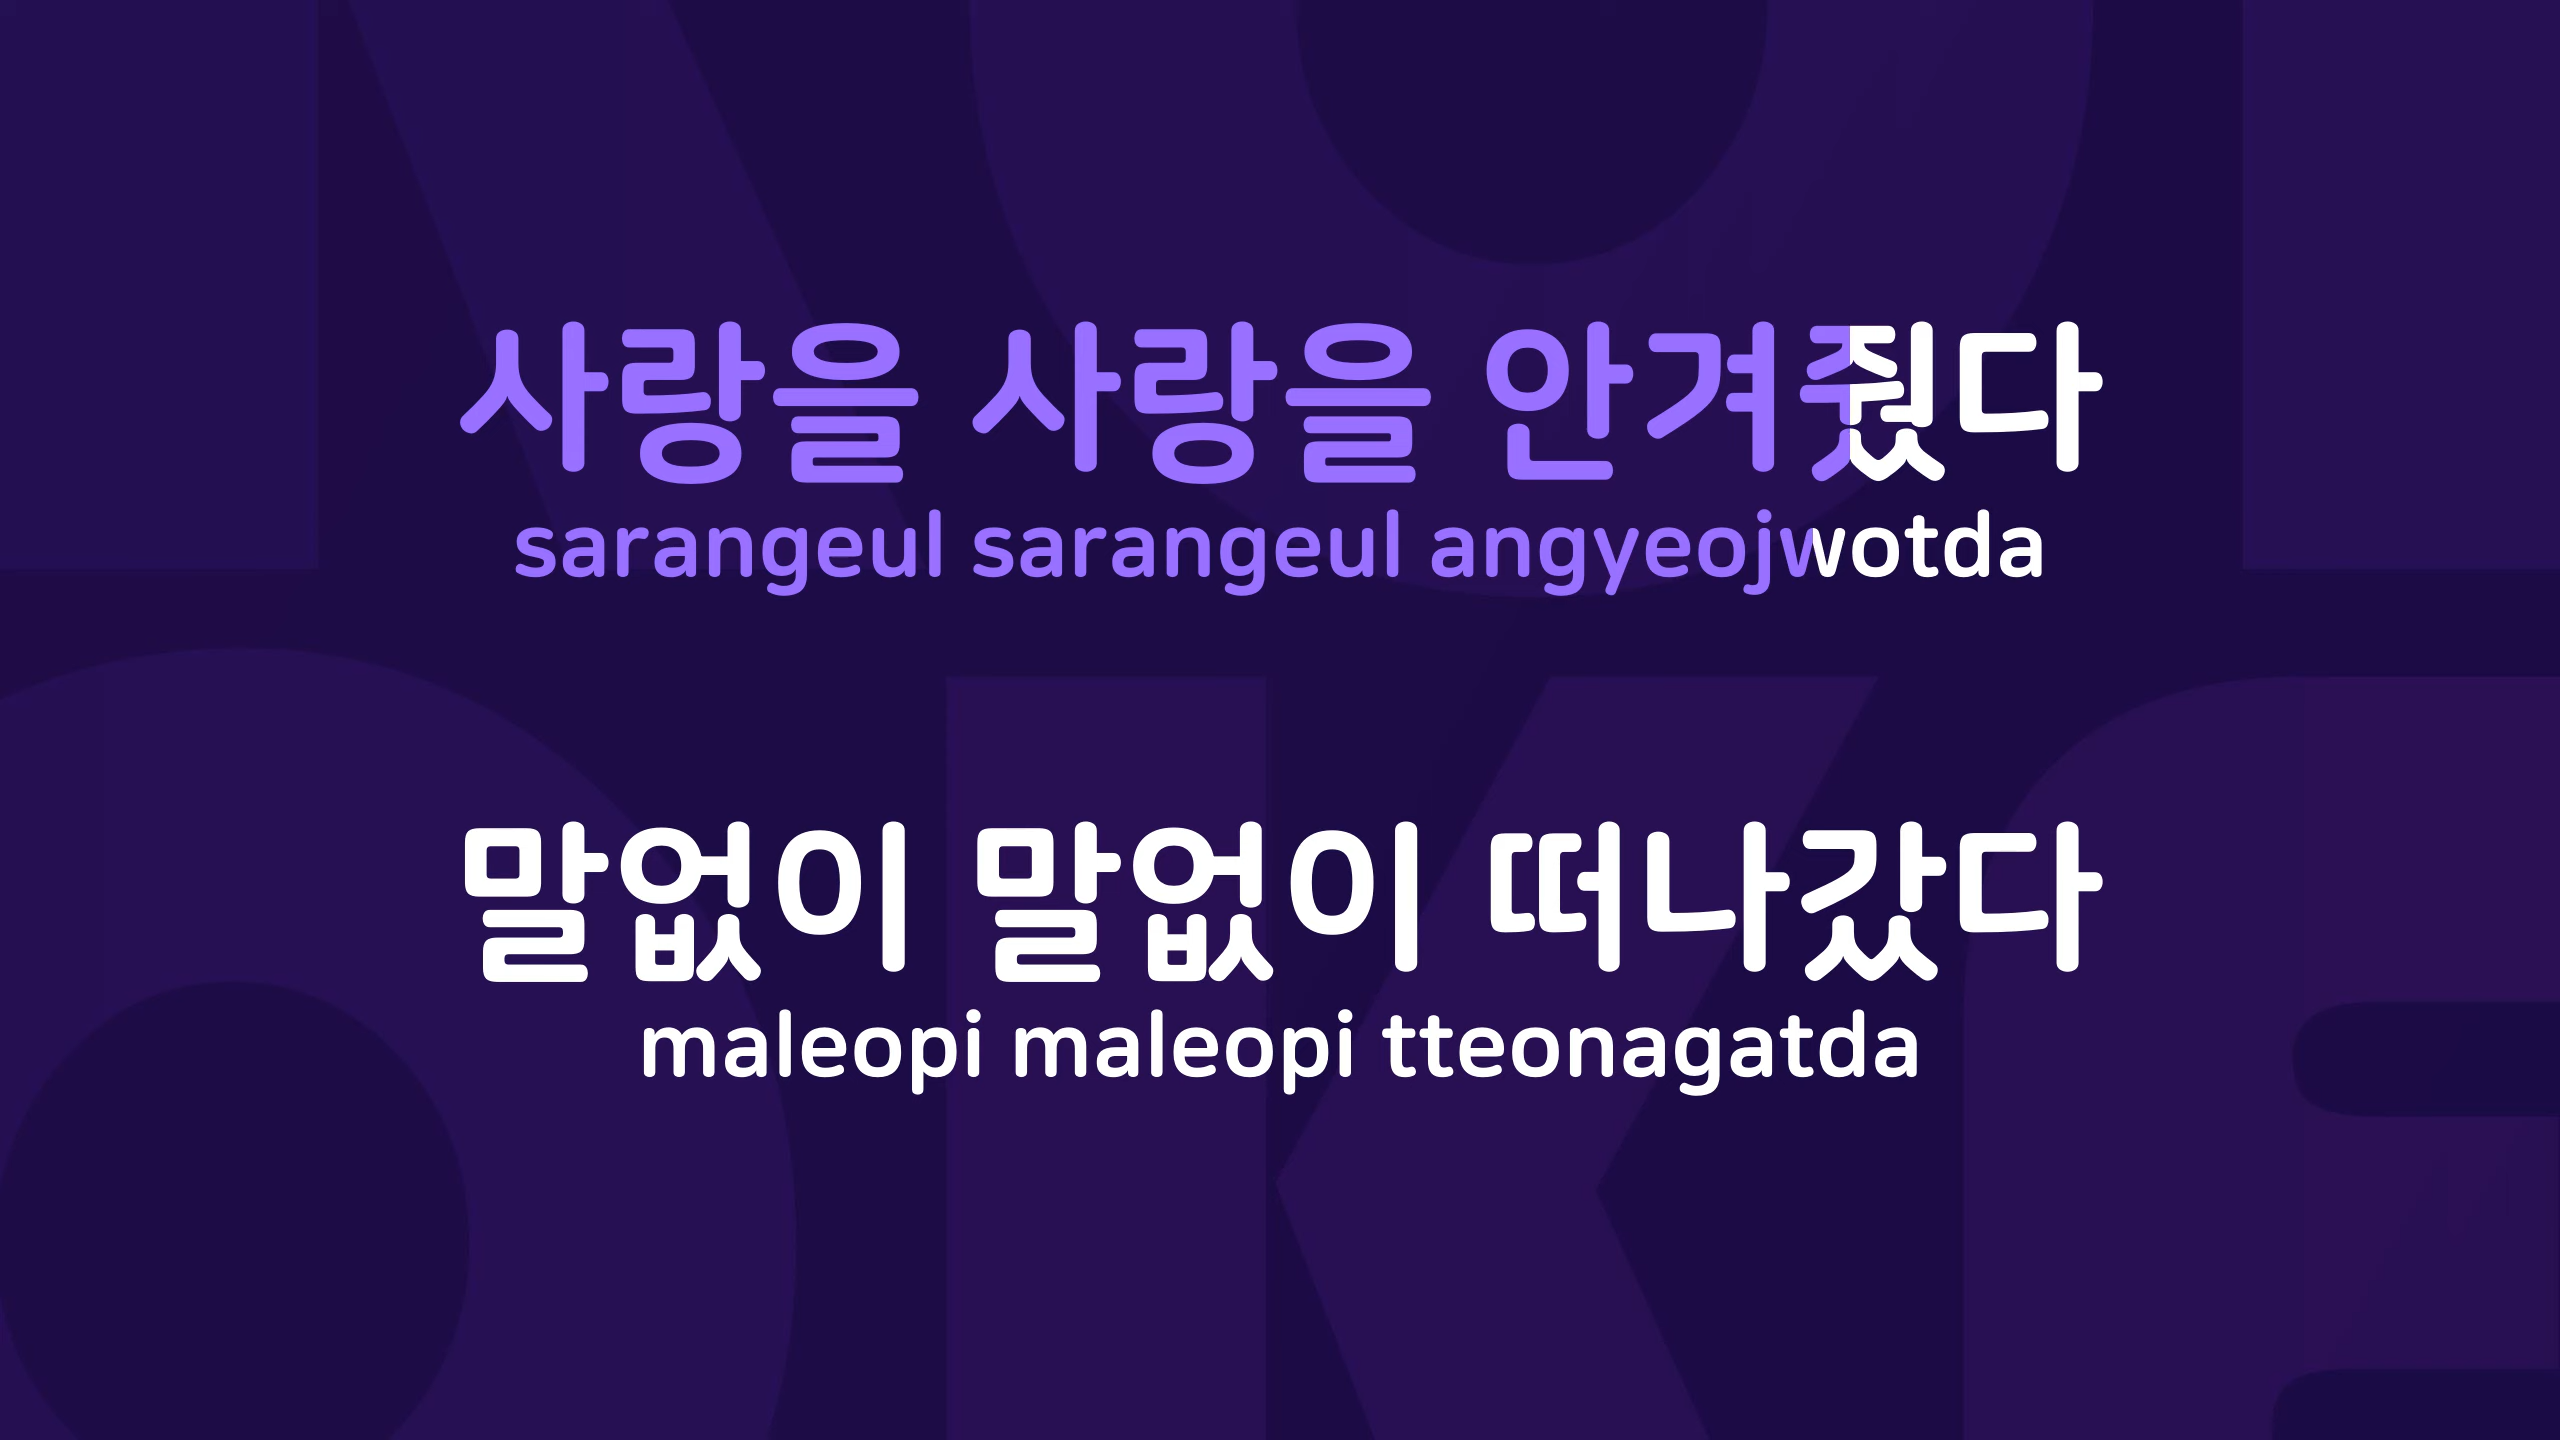 사랑을 사랑을 안겨줬다
sarangeul sarangeul angyeojwotda
말없이 말없이 떠나갔다
maleopi maleopi tteonagatda